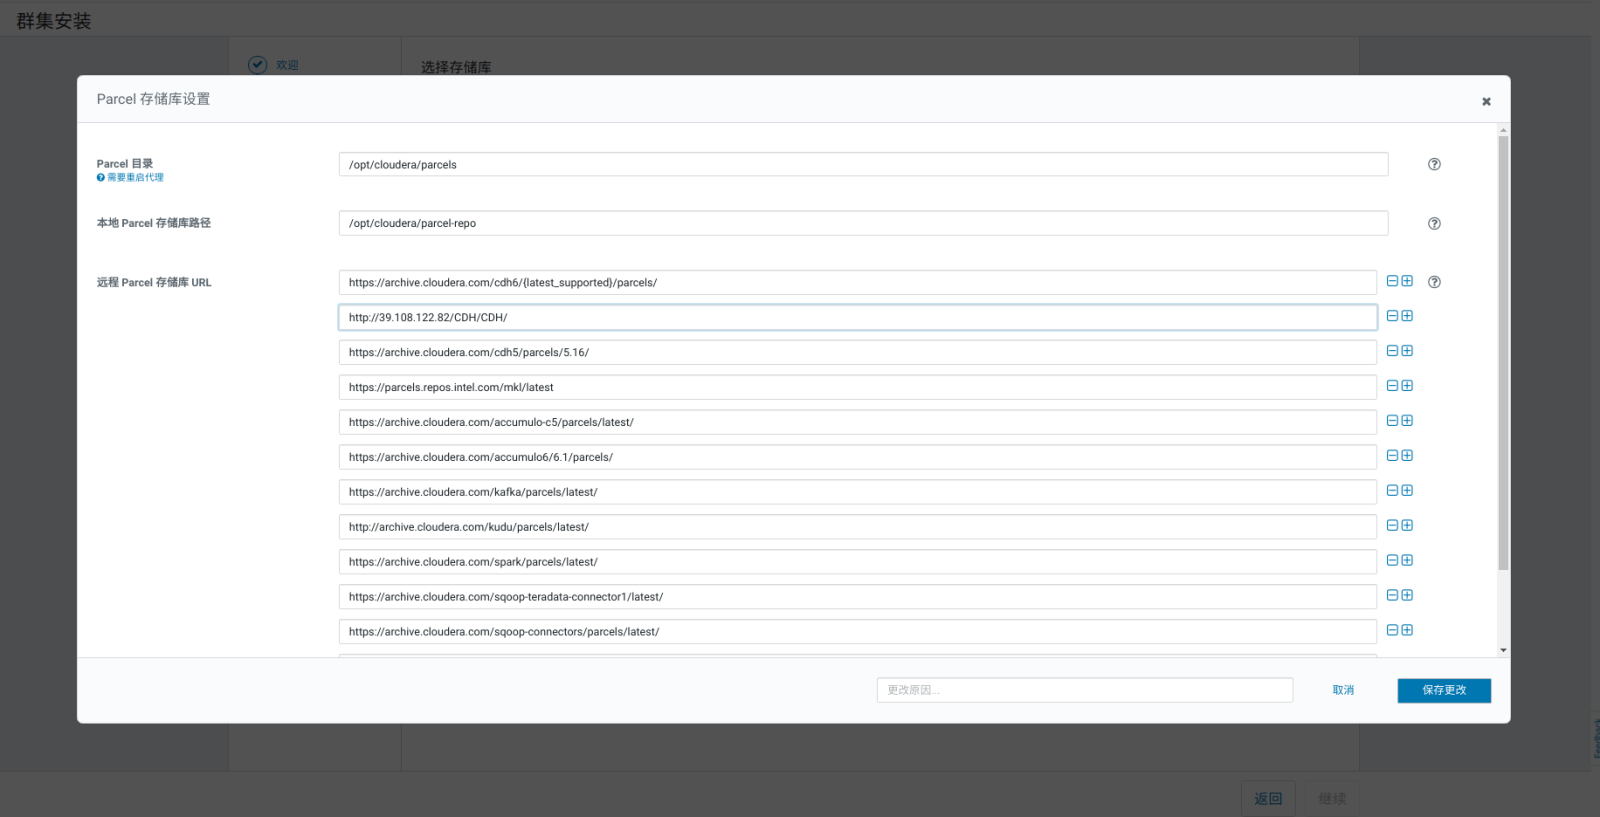 群集安装
欢迎
选择存储库
Parcel 存储库设置
Parcel 目录
需要重启代理
/opt/cloudera/parcels
本地 Parcel 存储库路径
/opt/cloudera/parcel-repo
远程 Parcel 存储库 URL
https://archive.cloudera.com/cdh6/{latest_supported}/parcels/
http://39.108.122.82/CDH/CDH/
https://archive.cloudera.com/cdh5/parcels/5.16/
https://parcels.repos.intel.com/mkl/latest
https://archive.cloudera.com/accumulo-c5/parcels/latest/
https://archive.cloudera.com/accumulo6/6.1/parcels/
https://archive.cloudera.com/kafka/parcels/latest/
http://archive.cloudera.com/kudu/parcels/latest/
https://archive.cloudera.com/spark/parcels/latest/
https://archive.cloudera.com/sqoop-teradata-connector1/latest/
https://archive.cloudera.com/sqoop-connectors/parcels/latest/
更改原因...
取消
保存更改
Feedback
返回
继续